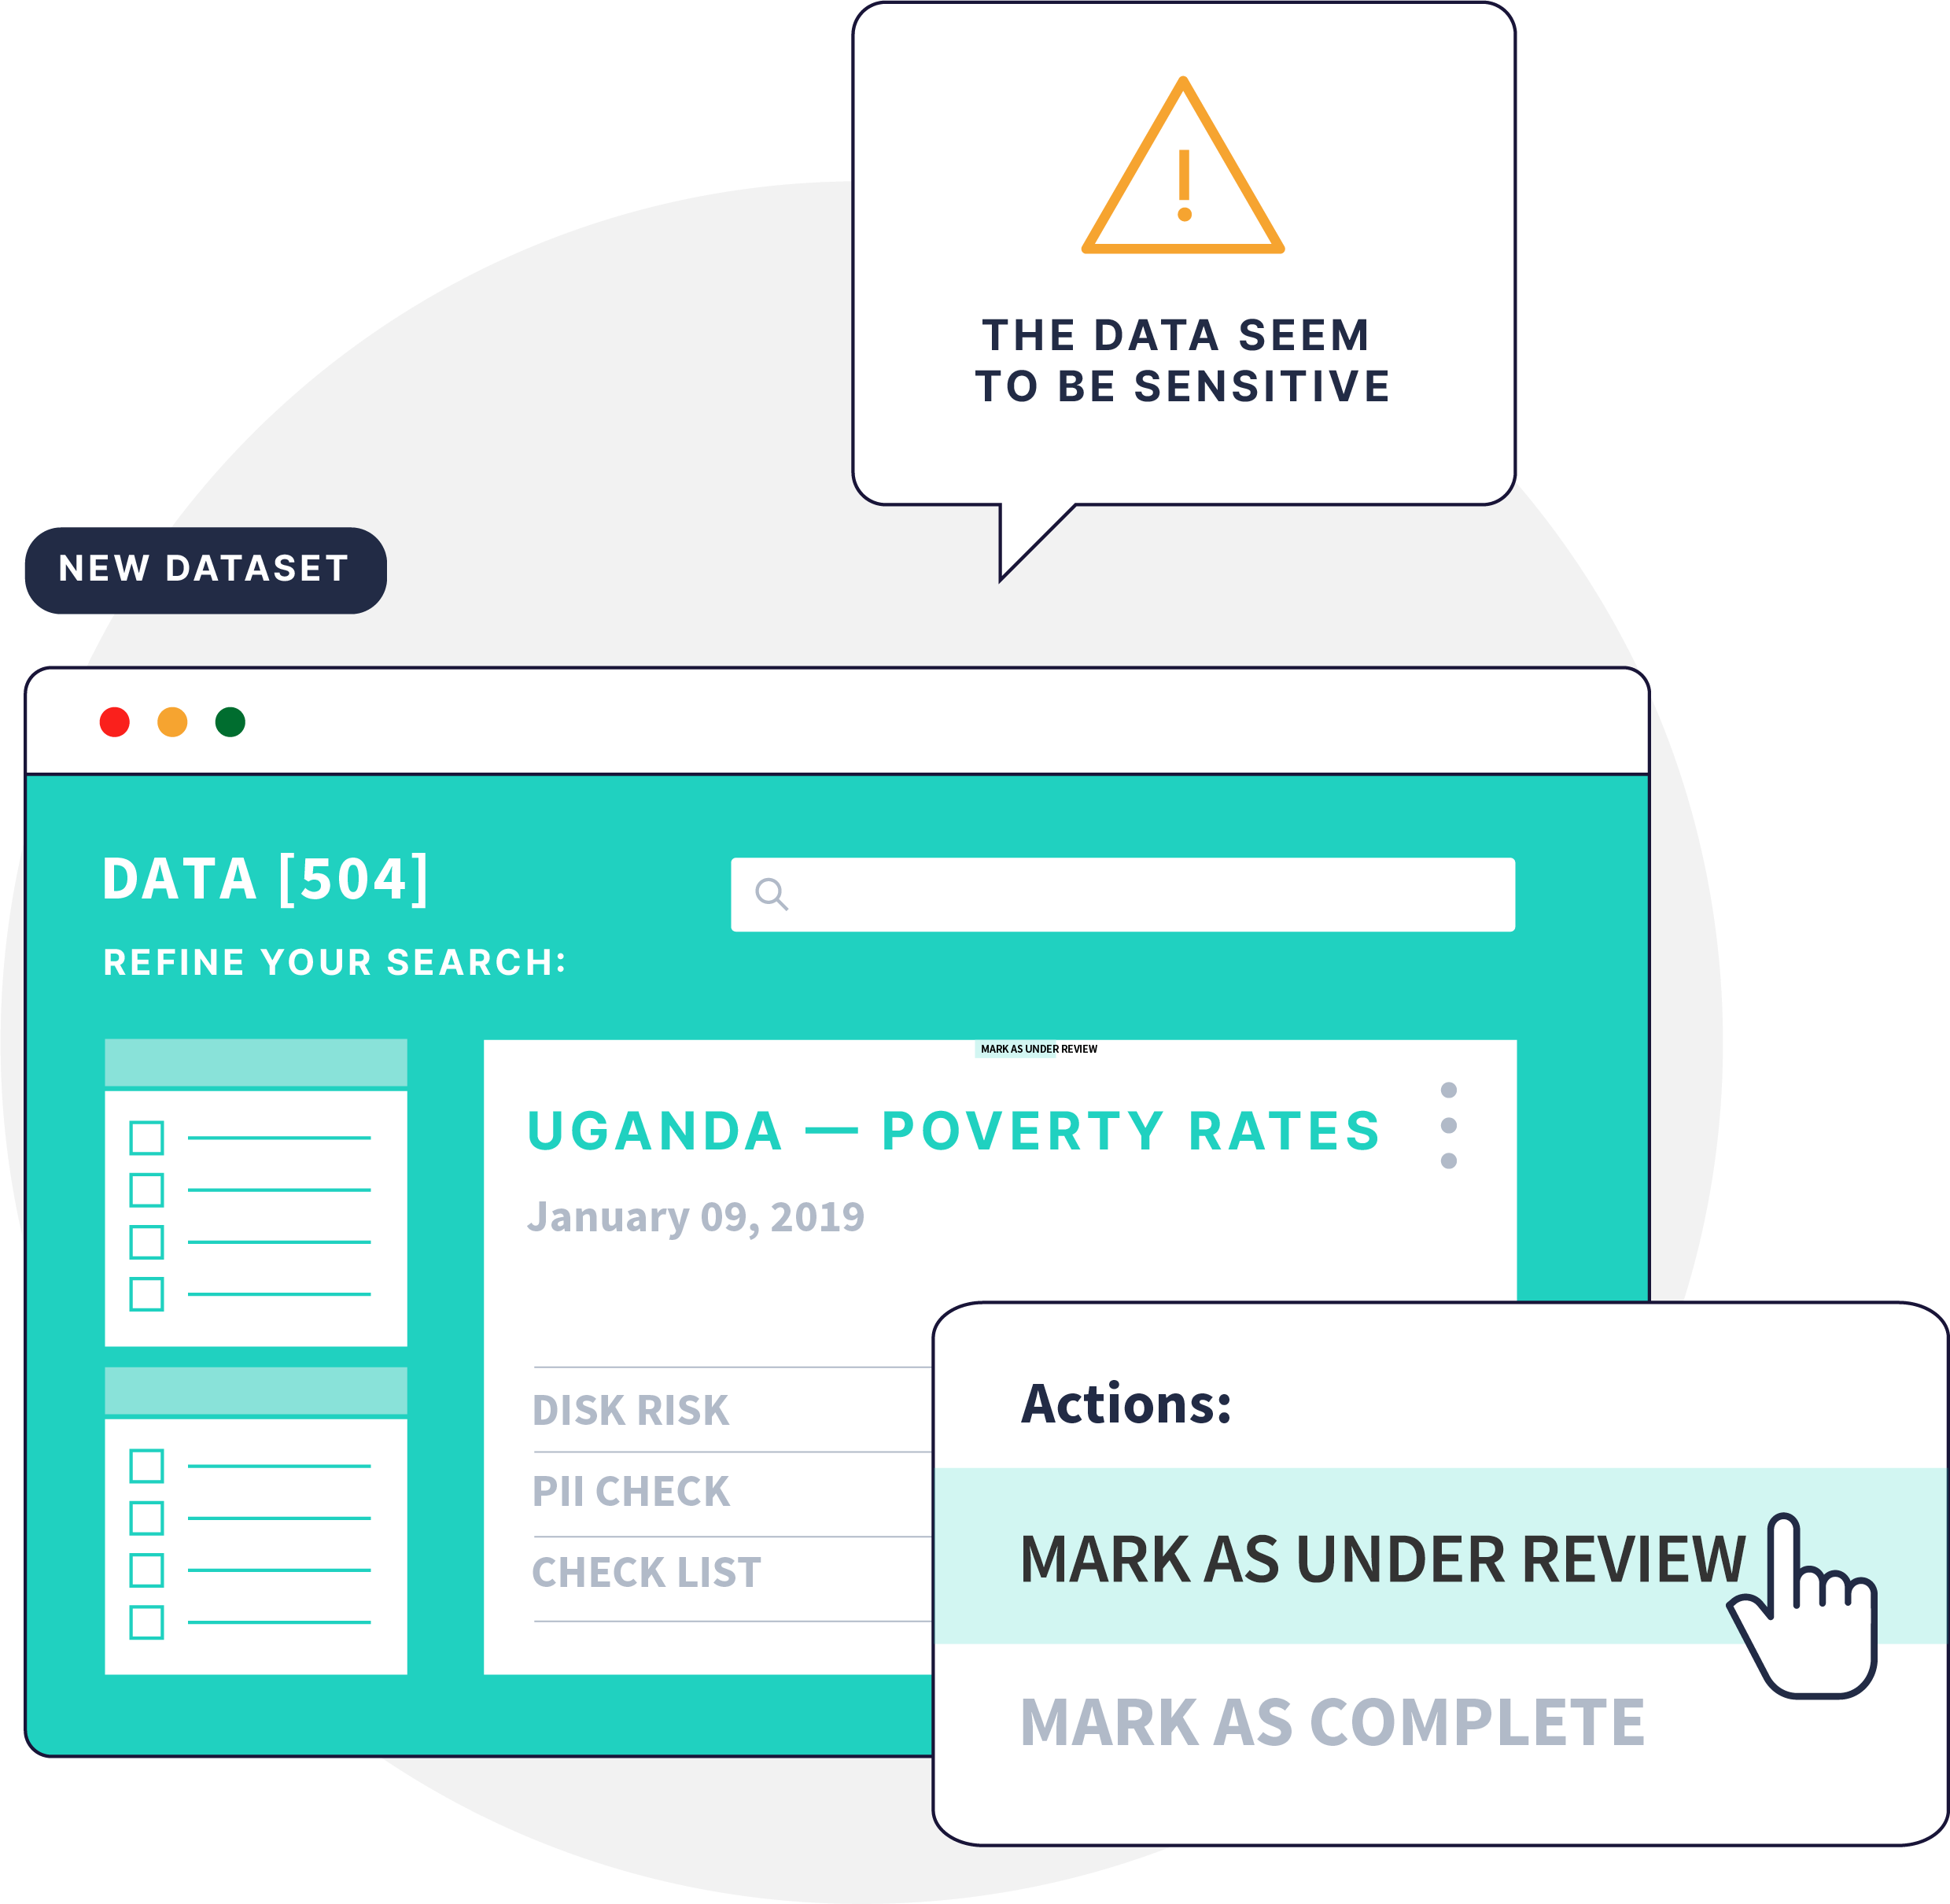 THE DATA SEEM
TO BE SENSITIVE
NEW DATASET
DATA [504]
REFINE YOUR SEARCH:
MARK AS UNDER REVIEW
UGANDA — POVERTY RATES
January 09, 2019
DISK RISK
PII CHECK
CHECK LIST
Actions:
MARK AS UNDER REVIEW
MARK AS COMPLETE